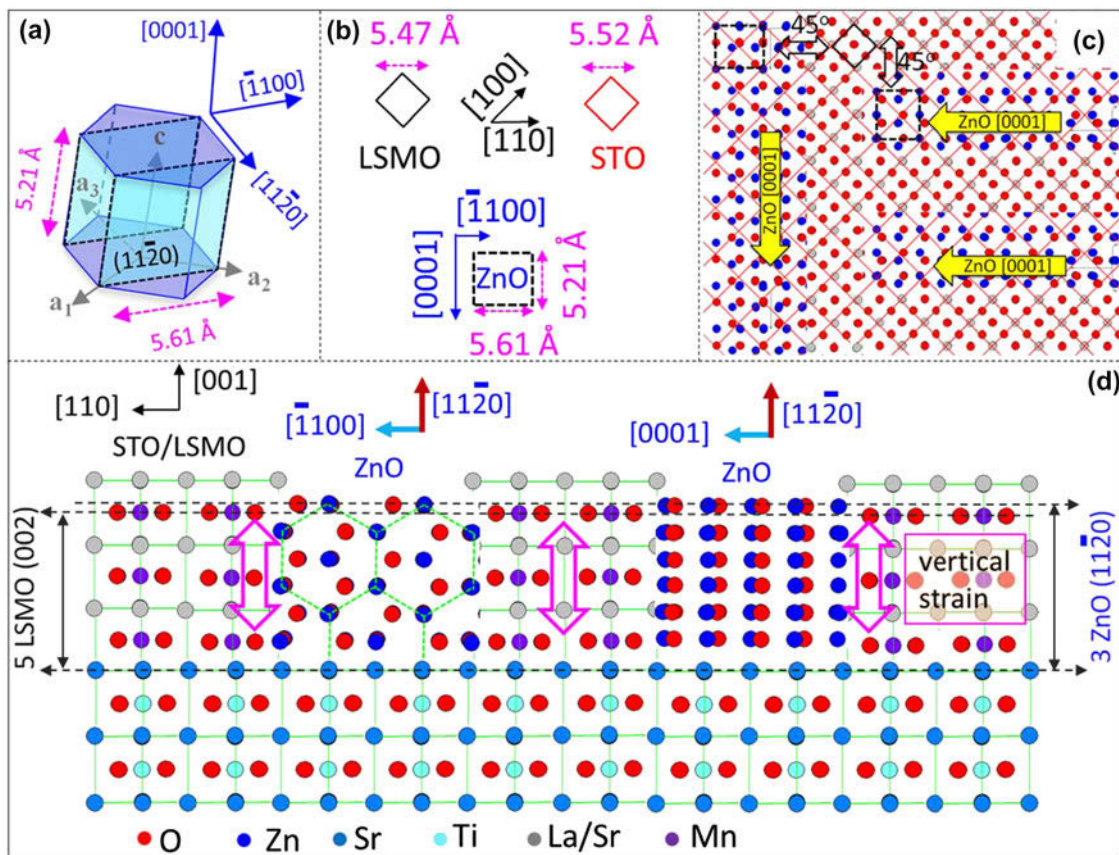 (a)
[0001]
[1̅100]
[112̅0]
5.21 Å
c
a3
(112̅0)
a1
a2
5.61 Å
(b)
5.47 Å
5.52 Å
[100]
[110]
LSMO
STO
[1̅100]
[0001]
ZnO
5.21 Å
5.61 Å
(c)
45°
45°
ZnO [0001]
ZnO [0001]
ZnO [0001]
(d)
[001]
[110]
STO/LSMO
[112̅0]
[1̅100]
ZnO
[112̅0]
[0001]
ZnO
5 LSMO (002)
vertical
strain
3 ZnO (112̅0)
O Zn Sr Ti La/Sr Mn